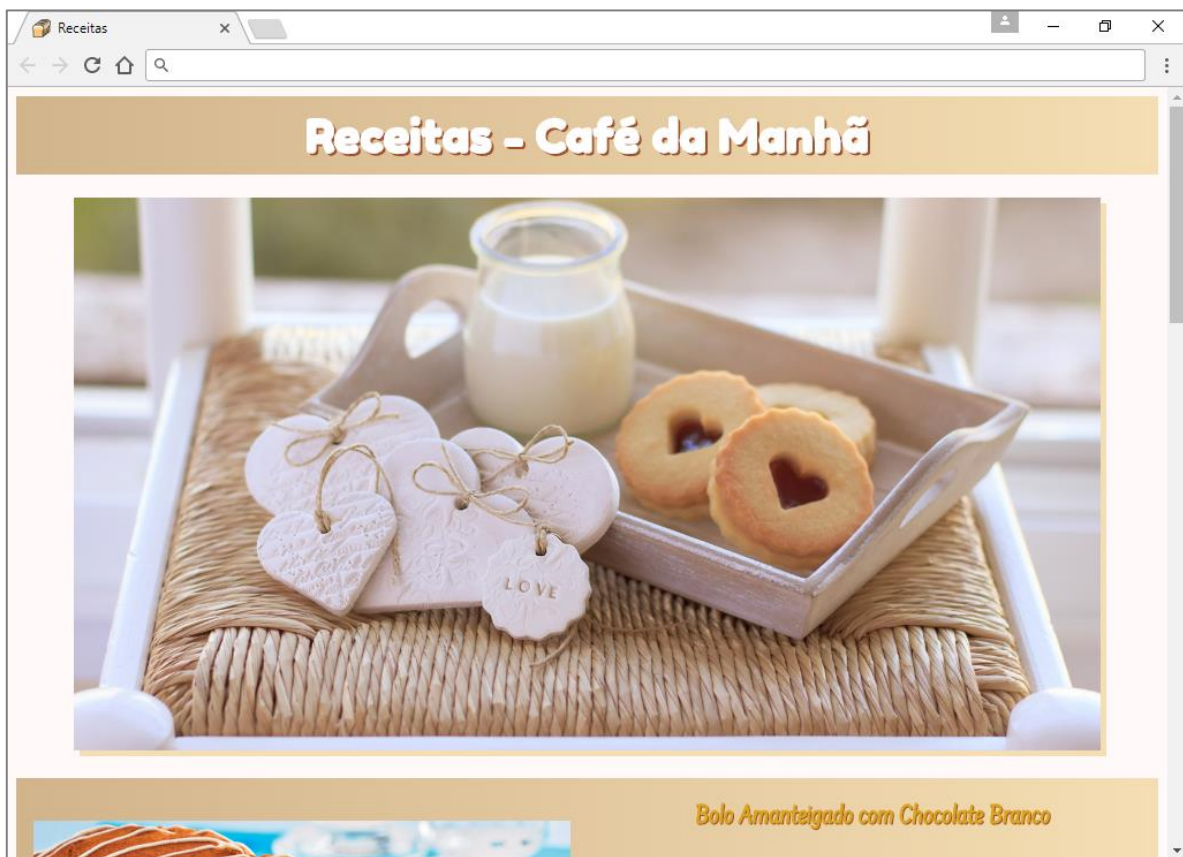 Receitas
Receitas - Café da Manhã
LOVE
Bolo Amanteigado com Chocolate Branco